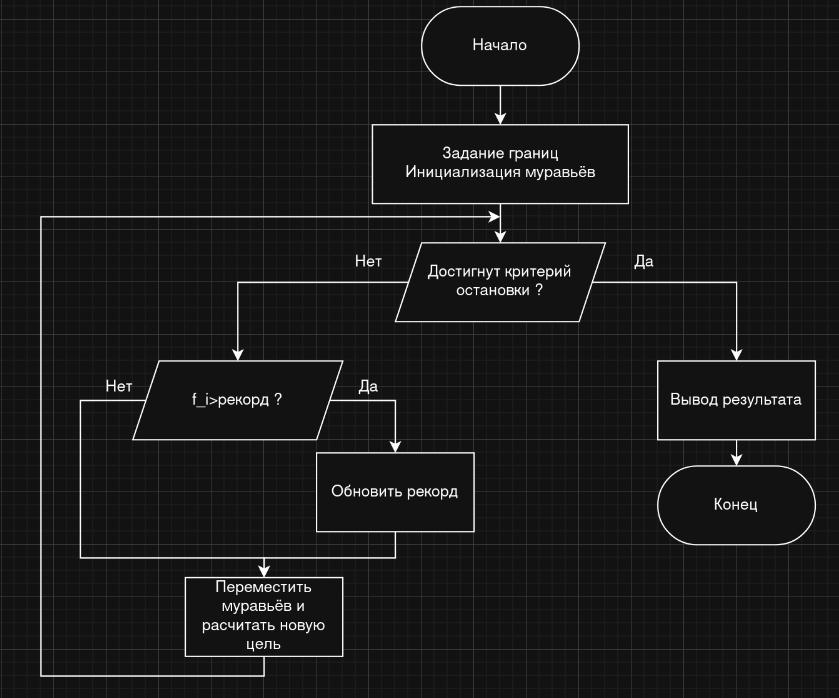 Начало
Задание границ
Инициализация муравьёв
Нет
Достигнут критерий
остановки ?
Да
Нет
f_i>рекорд ?
Да
Вывод результата
Обновить рекорд
Конец
Переместить
муравьёв и
расчитать новую
цель